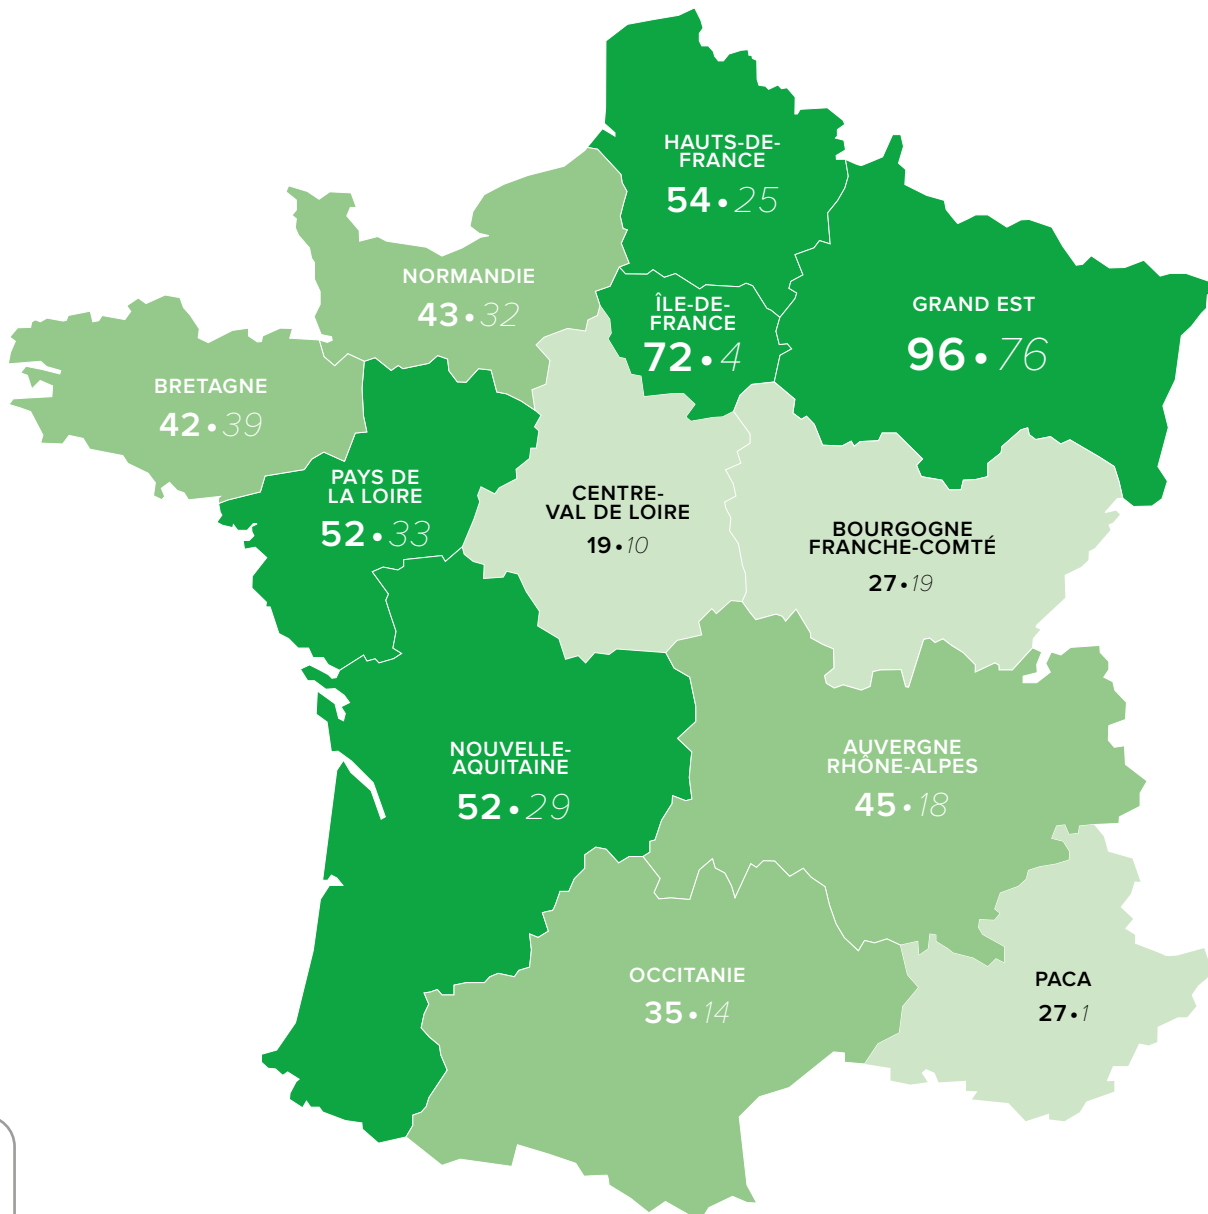 HAUTS-DE-
FRANCE
54•25
NORMANDIE
43•32
ÎLE-DE-
FRANCE
72•4
GRAND EST
96•76
BRETAGNE
42•39
PAYS DE
LA LOIRE
52•33
CENTRE-
VAL DE LOIRE
19•10
BOURGOGNE
FRANCHE-COMTÉ
27•19
NOUVELLE-
AQUITAINE
52•29
AUVERGNE
RHÔNE-ALPES
45•18
OCCITANIE
35•14
PACA
27•1